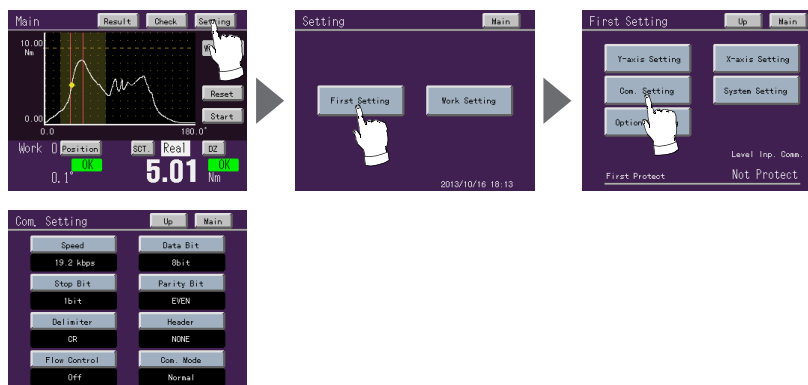 Main Result Check Setting
10.00
Nm
Reset
0.00
Start
0.0 180.0°
Work 0 Position SCT. Real DZ
OK OK
0.1° 5.01 Nm
Setting Main
First Setting Work Setting
2013/10/16 18:13
First Setting Up Main
Y-axis Setting X-axis Setting
Com. Setting System Setting
Option
Level Inp. Comm.
First Protect Not Protect
Com. Setting Up Main
Speed Data Bit
19.2 kbps 8bit
Stop Bit Parity Bit
1bit EVEN
Delimiter Header
CR NONE
Flow Control Com. Mode
Off Normal